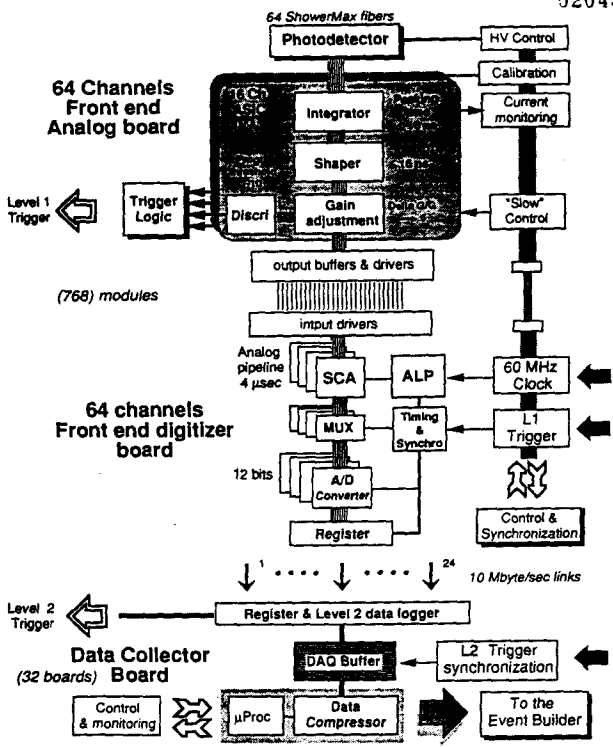 64 ShowerMax fibers
Photodetector
HV Control
Calibration
64 Channels
Front end
Analog board
Integrator
Current
monitoring
Shaper
Level 1
Trigger
Trigger
Logic
Discri
Gain
adjustment
"Slow"
Control
output buffers & drivers
(768) modules
intput drivers
Analog
pipeline
4 µsec
SCA
ALP
60 MHz
Clock
64 channels
Front end digitizer
board
MUX
Timing
&
Synchro
L1
Trigger
12 bits
A/D
Converter
Register
Control &
Synchronization
1
24
10 Mbyte/sec links
Level 2
Trigger
Register & Level 2 data logger
Data Collector
(32 boards) Board
DAQ Buffer
L2 Trigger
synchronization
Control
& monitoring
µProc
Data
Compressor
To the
Event Builder